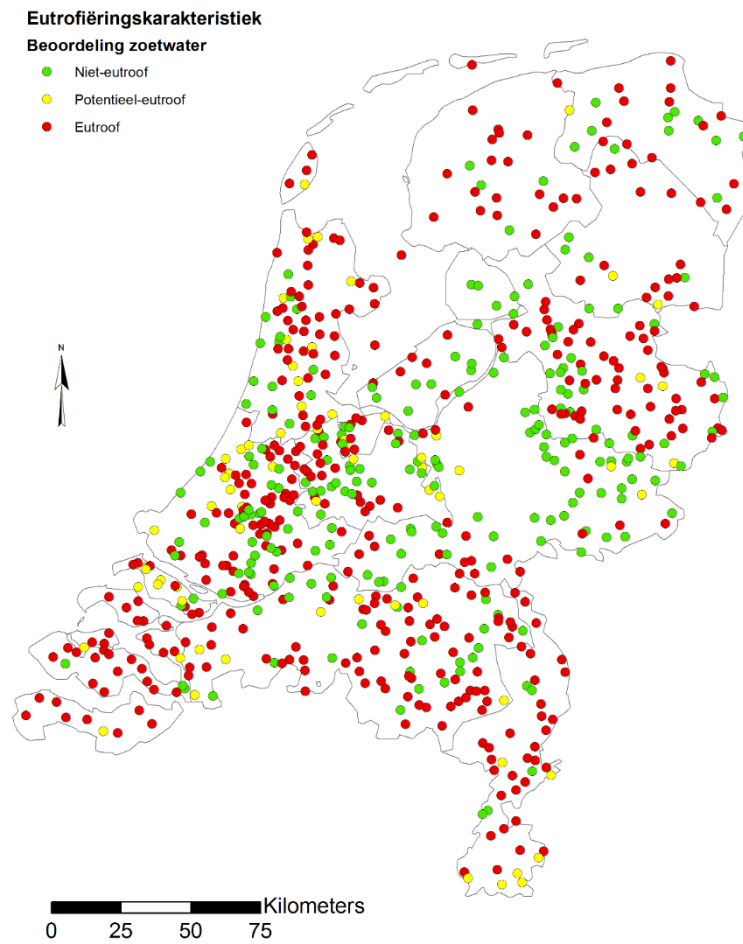 Eutrofiëringskarakteristiek
Beoordeling zoetwater
Niet-eutroof
Potentieel-eutroof
Eutroof
N
Kilometers
0 25 50 75